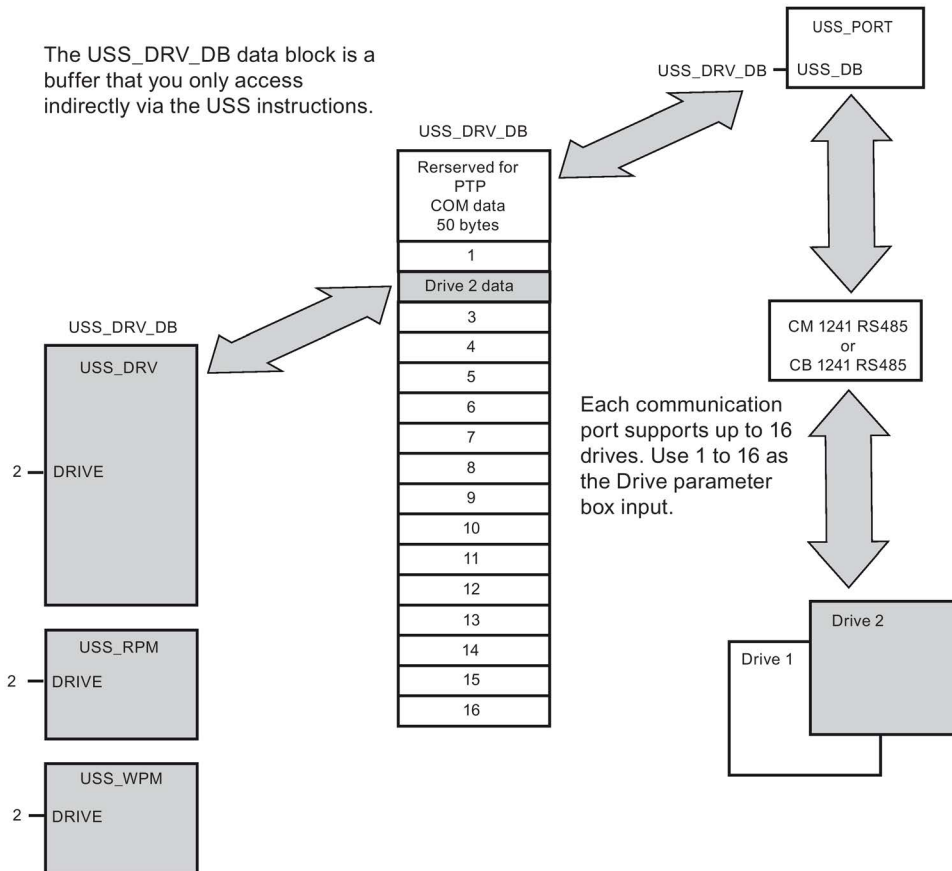 The USS_DRV_DB data block is a
buffer that you only access
indirectly via the USS instructions.
USS_PORT
USS_DRV_DB
USS_DB
USS_DRV_DB
Rerserved for
PTP
COM data
50 bytes
1
Drive 2 data
3
4
5
6
7
8
9
10
11
12
13
14
15
16
USS_DRV_DB
USS_DRV
2
DRIVE
USS_RPM
2
DRIVE
USS_WPM
2
DRIVE
CM 1241 RS485
or
CB 1241 RS485
Each communication
port supports up to 16
drives. Use 1 to 16 as
the Drive parameter
box input.
Drive 2
Drive 1